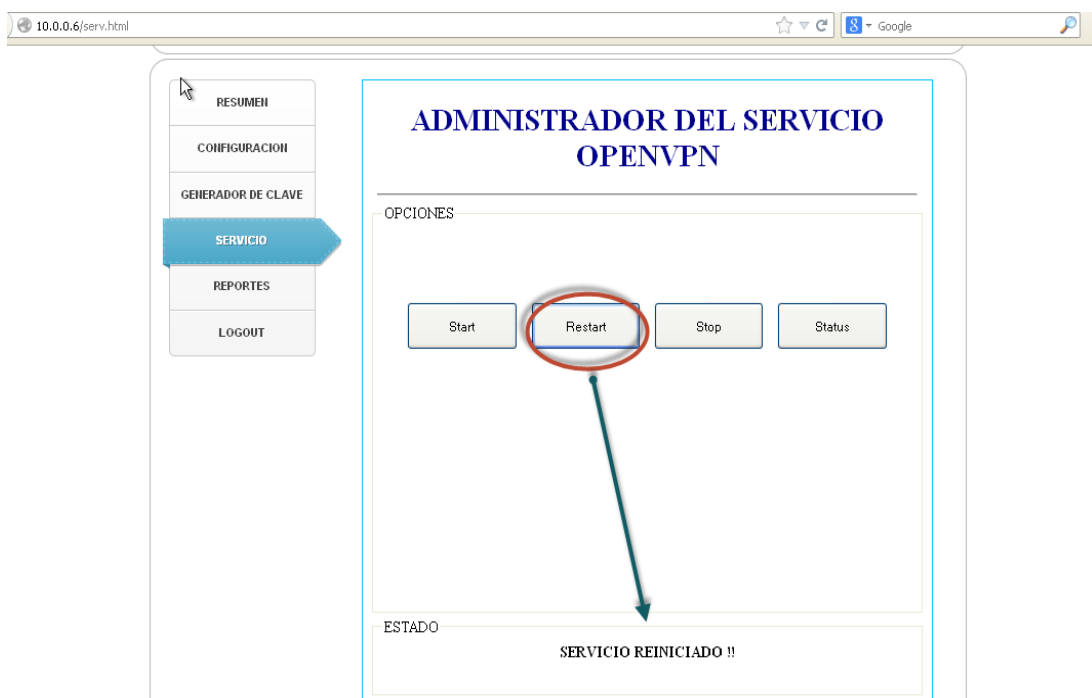 10.0.0.6/serv.html
Google
RESUMEN
CONFIGURACION
GENERADOR DE CLAVE
SERVICIO
REPORTES
LOGOUT
ADMINISTRADOR DEL SERVICIO
OPENVPN
OPCIONES
Start
Restart
Stop
Status
ESTADO
SERVICIO REINICIADO !!